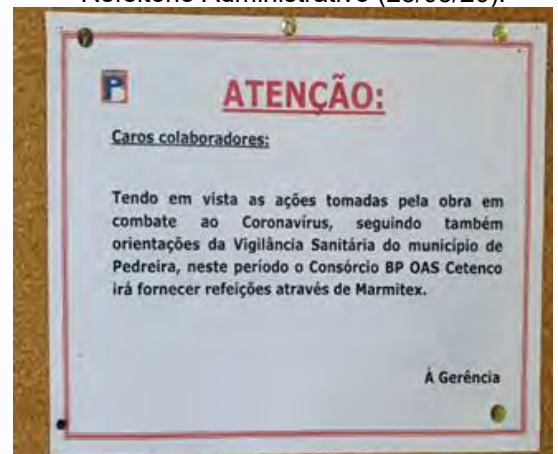 ATENÇÃO:
Caros colaboradores:
Tendo em vista as ações tomadas pela obra em
combate ao Coronavírus, seguindo também
orientações da Vigilância Sanitária do município de
Pedreira, neste período o Consórcio BP OAS Cetenco
irá fornecer refeições através de Marmitex.
À Gerência